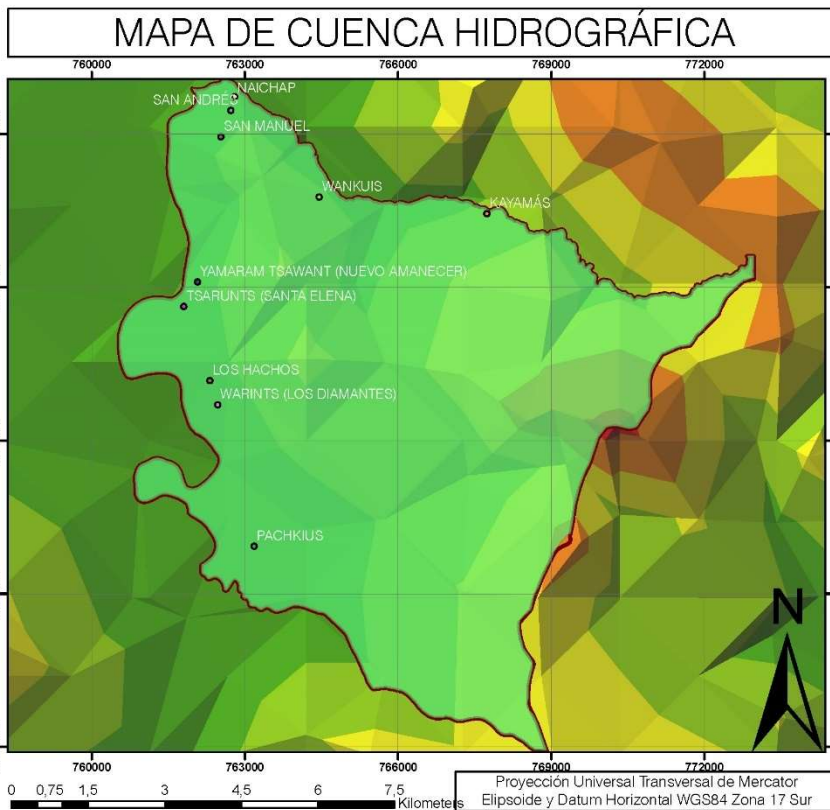 MAPA DE CUENCA HIDROGRÁFICA
760000 763000 766000 769000 772000
NAICHAP
SAN ANDRÉS
SAN MANUEL
WANKUIS
KAYAMÁS
YAMARAM TSAWANT (NUEVO AMANECER)
TSARUNTS (SANTA ELENA)
LOS HACHOS
WARINTS (LOS DIAMANTES)
PACHKIUS
N
760000 763000 766000 769000 772000
0 0,75 1,5 3 4,5 6 7,5
Kilometers
Proyección Universal Transversal de Mercator
Elipsoide y Datum Horizontal WGS84 Zona 17 Sur